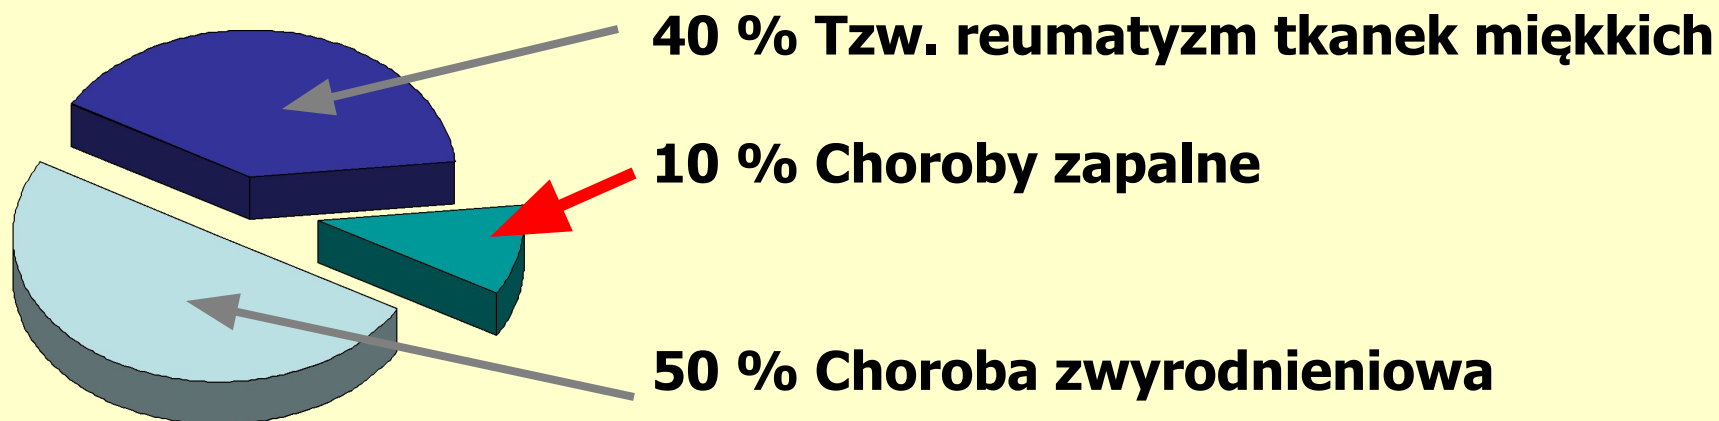 40 % Tzw. reumatyzm tkanek miękkich
10 % Choroby zapalne
50 % Choroba zwyrodnieniowa